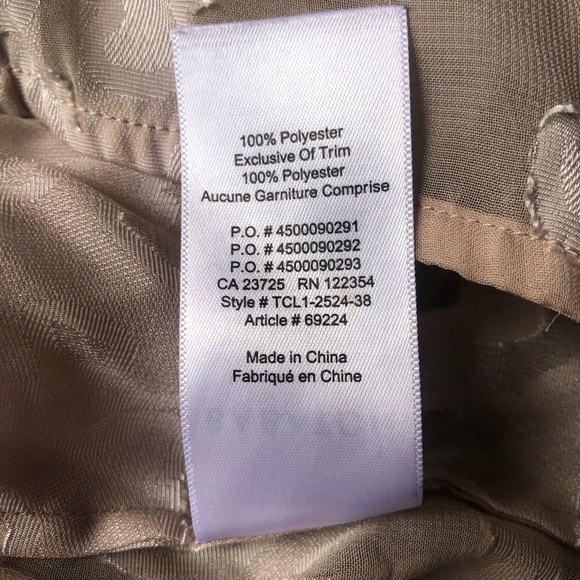 100% Polyester
Exclusive Of Trim
100% Polyester
Aucune Garniture Comprise
P.O. # 4500090291
P.O. # 4500090292
P.O. # 4500090293
CA 23725 RN 122354
Style # TCL1-2524-38
Article # 69224
Made in China
Fabriqué en Chine